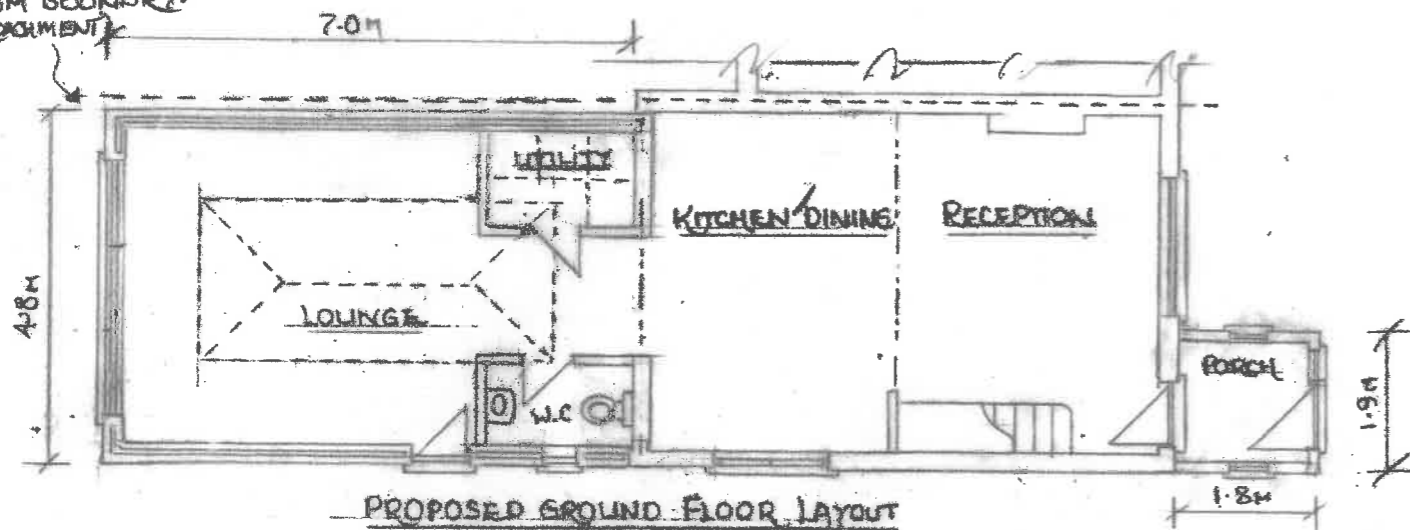 7.0M
UTILITY
KITCHEN/DINING
RECEPTION
4.8M
LOUNGE
W.C
PORCH
1.9M
1.8M
PROPOSED GROUND FLOOR LAYOUT